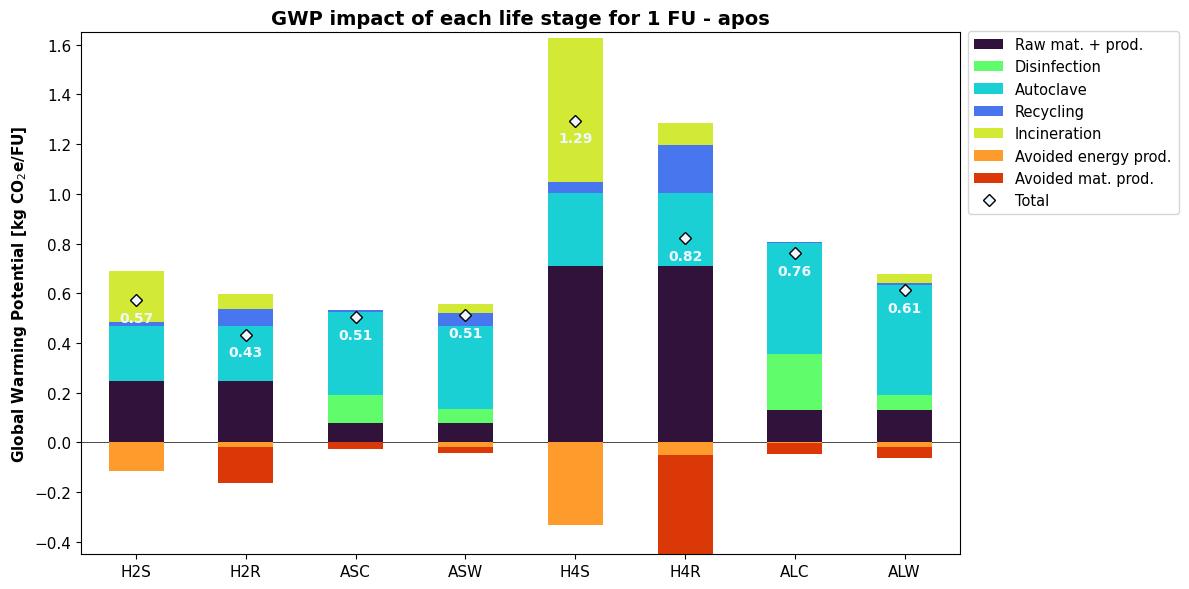 GWP impact of each life stage for 1 FU - apos
Global Warming Potential [kg CO₂e/FU]
1.6
1.4
1.2
1.0
0.8
0.6
0.4
0.2
0.0
−0.2
−0.4
0.57
0.43
0.51
0.51
1.29
0.82
0.76
0.61
H2S H2R ASC ASW H4S H4R ALC ALW
Raw mat. + prod.
Disinfection
Autoclave
Recycling
Incineration
Avoided energy prod.
Avoided mat. prod.
Total